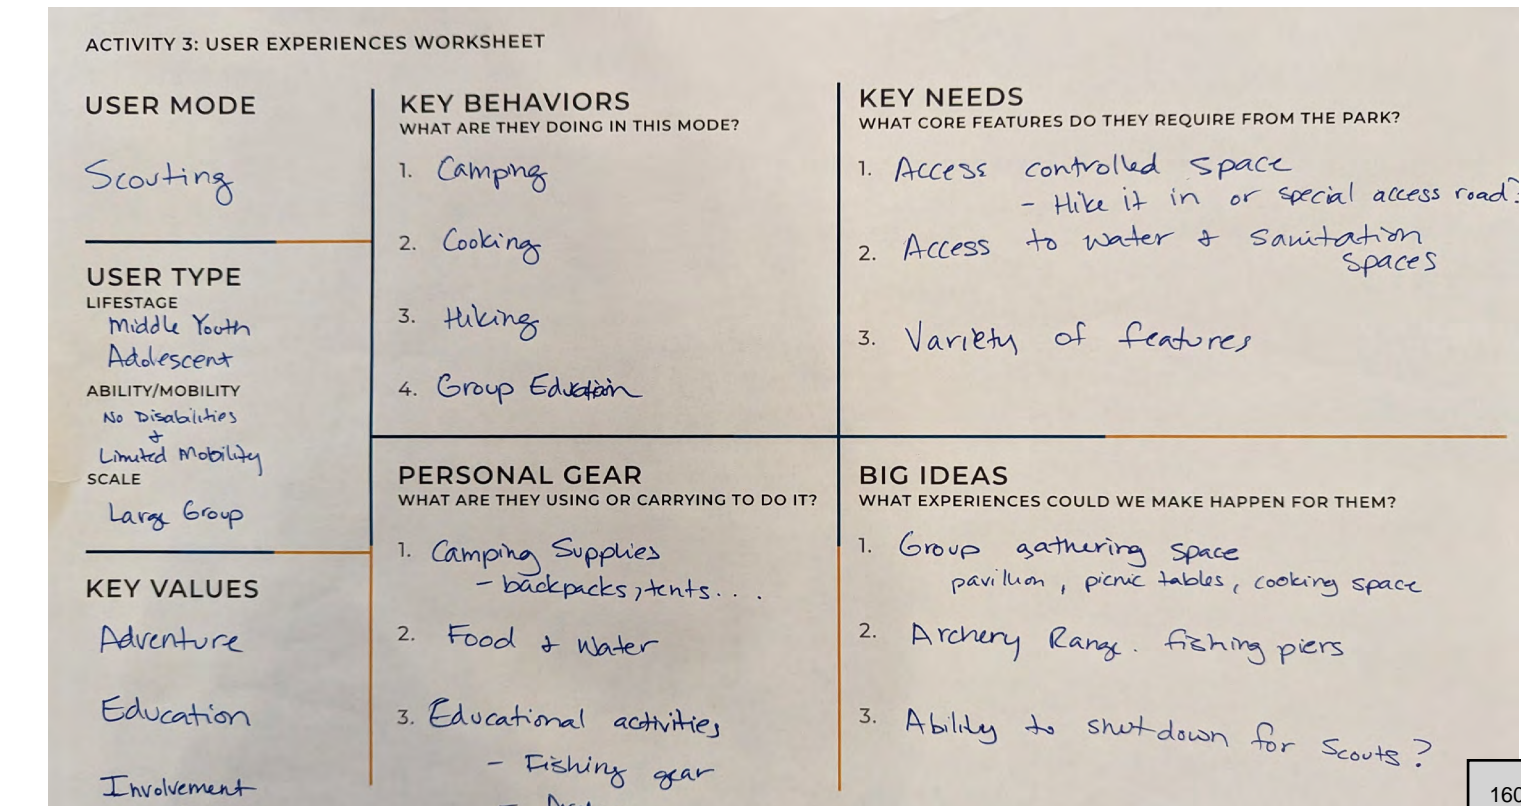 ACTIVITY 3: USER EXPERIENCES WORKSHEET
USER MODE
Scouting
USER TYPE
LIFESTAGE
Middle Youth
Adolescent
ABILITY/MOBILITY
No Disabilities
&
Limited Mobility
SCALE
Large Group
KEY VALUES
Adventure
Education
Involvement
KEY BEHAVIORS
WHAT ARE THEY DOING IN THIS MODE?
1. Camping
2. Cooking
3. Hiking
4. Group Education
KEY NEEDS
WHAT CORE FEATURES DO THEY REQUIRE FROM THE PARK?
1. Access controlled space
- Hike it in or special access road?
2. Access to water & sanitation
spaces
3. Variety of features
PERSONAL GEAR
WHAT ARE THEY USING OR CARRYING TO DO IT?
1. Camping Supplies
- backpacks, tents...
2. Food & Water
3. Educational activities
- Fishing gear
BIG IDEAS
WHAT EXPERIENCES COULD WE MAKE HAPPEN FOR THEM?
1. Group gathering space
pavillion, picnic tables, cooking space
2. Archery Range. fishing piers
3. Ability to shutdown for Scouts?
160